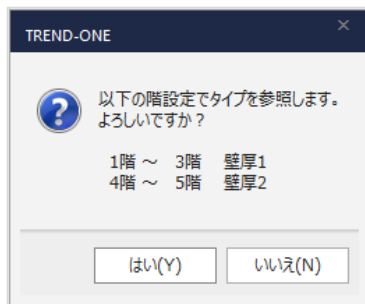 TREND-ONE
以下の階設定でタイプを参照します。
よろしいですか？
1階 ～ 3階 壁厚1
4階 ～ 5階 壁厚2
はい(Y)
いいえ(N)